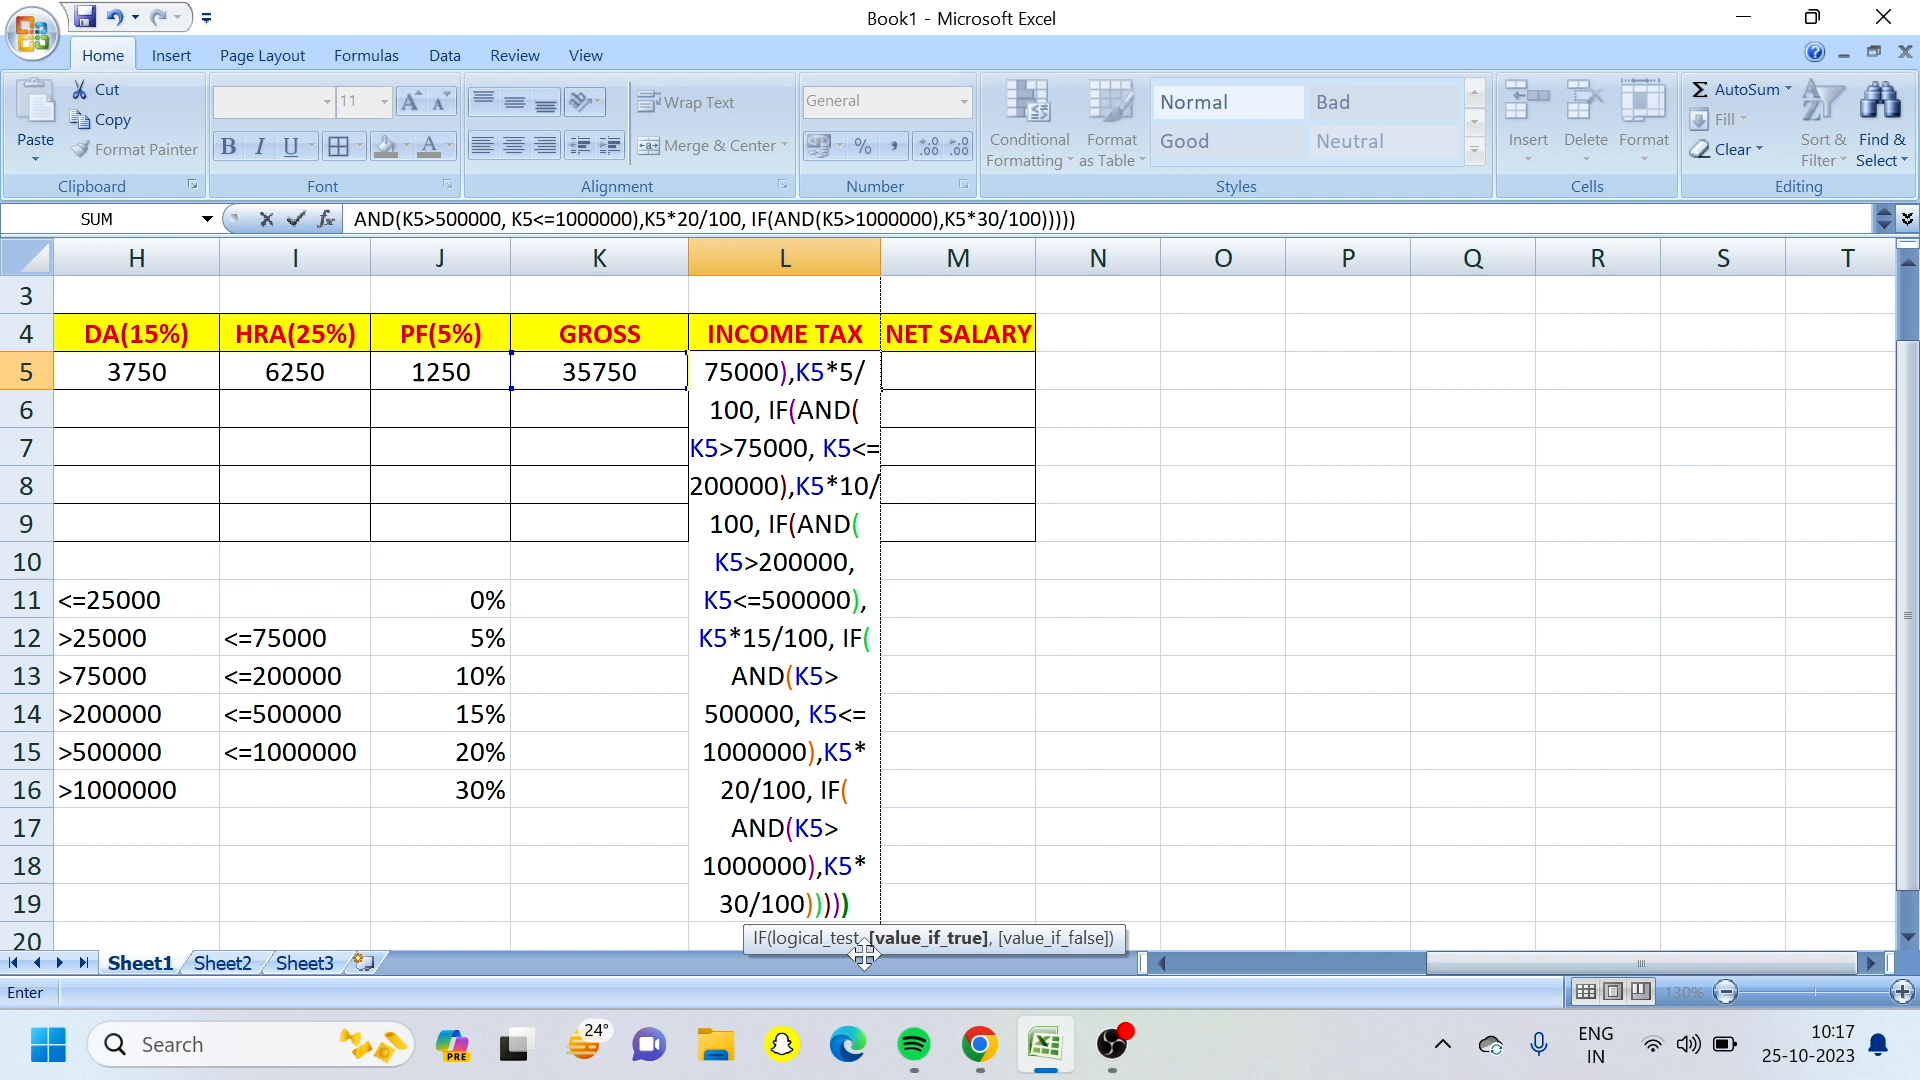 Book1 - Microsoft Excel
Home Insert Page Layout Formulas Data Review View
Paste
Cut
Copy
Format Painter
Clipboard
11
B I U
Font
Wrap Text
Merge & Center
Alignment
General
Number
Conditional Formatting
Format as Table
Normal Bad
Good Neutral
Styles
Insert Delete Format
Cells
AutoSum
Fill
Clear
Sort & Filter
Find & Select
Editing
SUM
AND(K5>500000, K5<=1000000),K5*20/100, IF(AND(K5>1000000),K5*30/100)))))
H I J K L M N O P Q R S T
3
4 DA(15%) HRA(25%) PF(5%) GROSS INCOME TAX NET SALARY
5 3750 6250 1250 35750 75000),K5*5/
6 100, IF(AND(
7 K5>75000, K5<=
8 200000),K5*10/
9 100, IF(AND(
10 K5>200000,
11 <=25000 0% K5<=500000),
12 >25000 <=75000 5% K5*15/100, IF(
13 >75000 <=200000 10% AND(K5>
14 >200000 <=500000 15% 500000, K5<=
15 >500000 <=1000000 20% 1000000),K5*
16 >1000000 30% 20/100, IF(
17 AND(K5>
18 1000000),K5*
19 30/100)))))
20
IF(logical_test, [value_if_true], [value_if_false])
Sheet1 Sheet2 Sheet3
Enter
130%
Search
PRE
24°
ENG
IN
10:17
25-10-2023